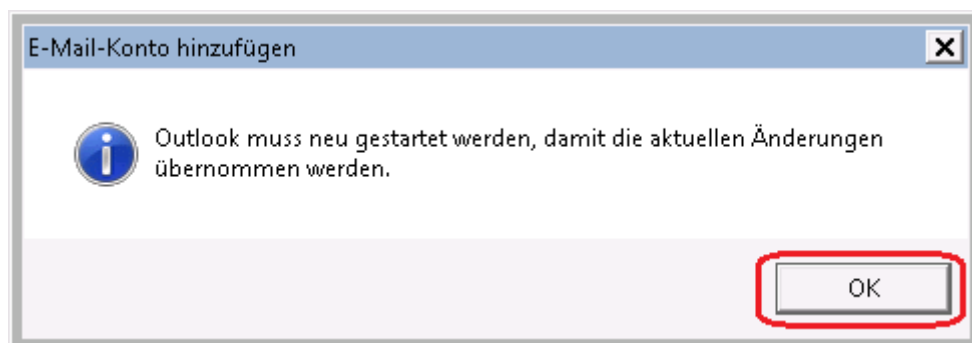 E-Mail-Konto hinzufügen
Outlook muss neu gestartet werden, damit die aktuellen Änderungen
übernommen werden.
OK